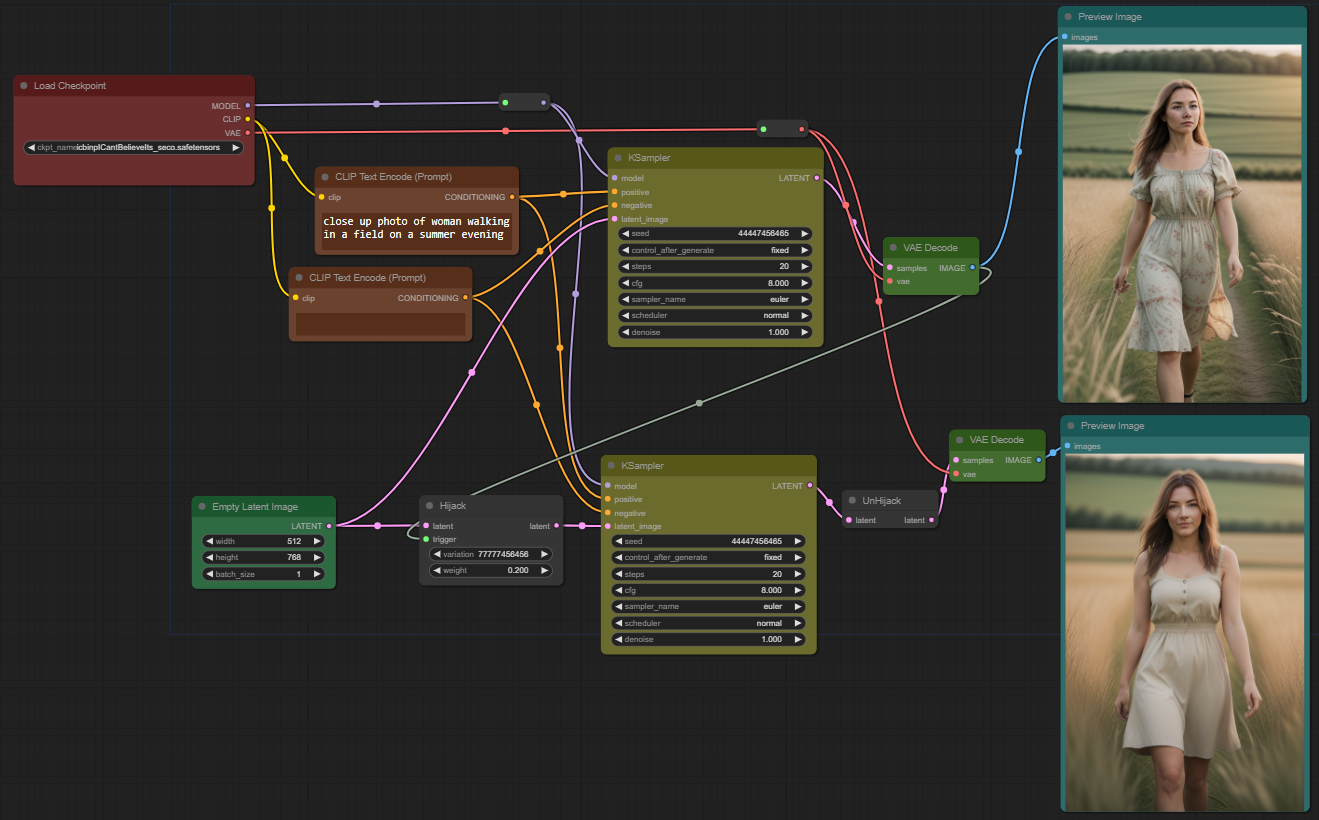 Load Checkpoint
MODEL
CLIP
VAE
ckpt_name icbinpICantBelieveIts_seco.safetensors
CLIP Text Encode (Prompt)
clip CONDITIONING
close up photo of woman walking
in a field on a summer evening
CLIP Text Encode (Prompt)
clip CONDITIONING
KSampler
model LATENT
positive
negative
latent_image
seed 44447456465
control_after_generate fixed
steps 20
cfg 8.000
sampler_name euler
scheduler normal
denoise 1.000
VAE Decode
samples IMAGE
vae
Preview Image
images
Empty Latent Image
LATENT
width 512
height 768
batch_size 1
Hijack
latent latent
trigger
variation 77777456456
weight 0.200
KSampler
model LATENT
positive
negative
latent_image
seed 44447456465
control_after_generate fixed
steps 20
cfg 8.000
sampler_name euler
scheduler normal
denoise 1.000
UnHijack
latent latent
VAE Decode
samples IMAGE
vae
Preview Image
images